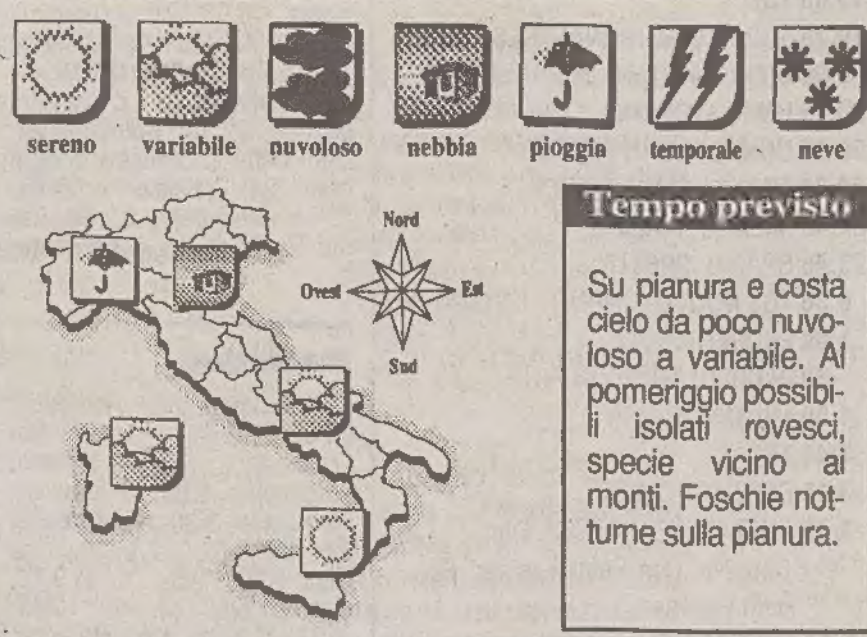 sereno variabile nuvoloso nebbia pioggia temporale neve
Nord
Ovest Est
Sud
Tempo previsto
Su pianura e costa
cielo da poco nuvo-
loso a variabile. Al
pomeriggio possibi-
li isolati rovesci,
specie vicino ai
monti. Foschie not-
turne sulla pianura.